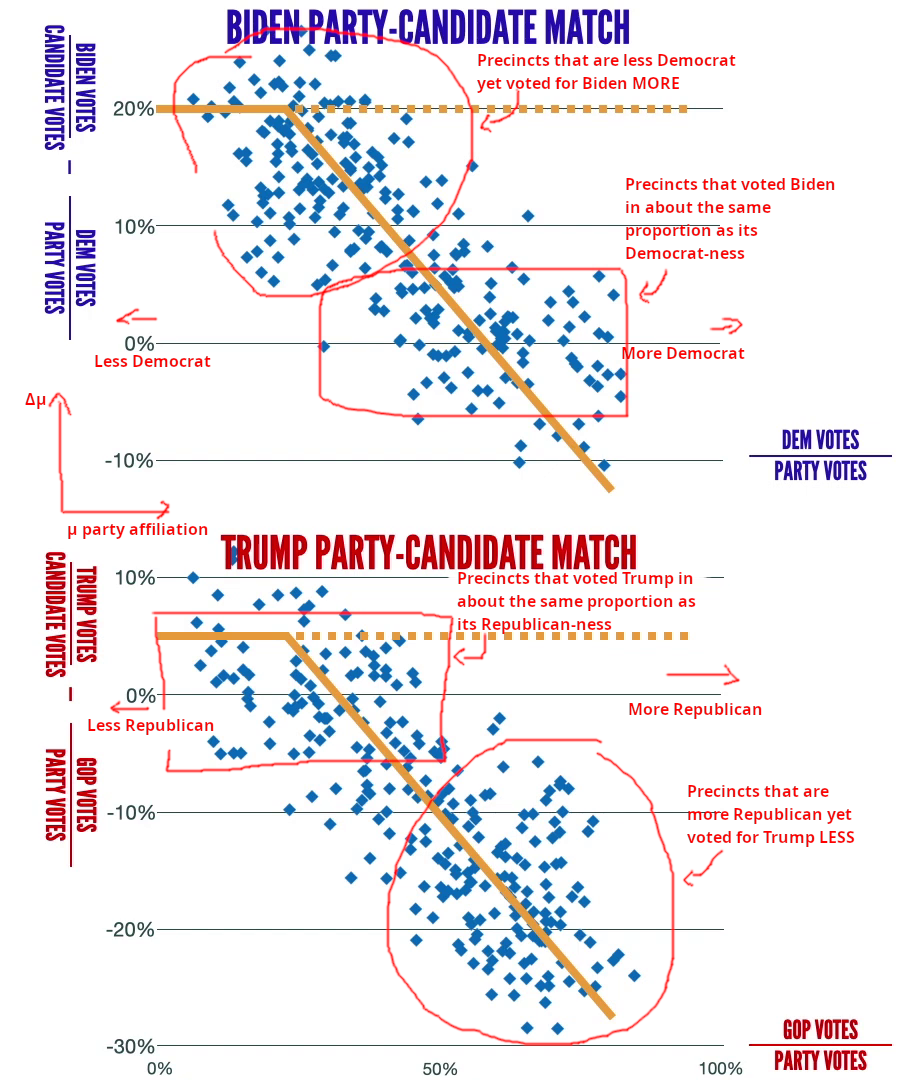 BIDEN PARTY-CANDIDATE MATCH
BIDEN VOTES
CANDIDATE VOTES
–
DEM VOTES
PARTY VOTES
Precincts that are less Democrat
yet voted for Biden MORE
20%
Precincts that voted Biden
in about the same
proportion as its
Democrat-ness
10%
0%
Less Democrat
More Democrat
-10%
DEM VOTES
PARTY VOTES
Δμ
μ party affiliation
TRUMP PARTY-CANDIDATE MATCH
TRUMP VOTES
CANDIDATE VOTES
–
GOP VOTES
PARTY VOTES
10%
Precincts that voted Trump in
about the same proportion as
its Republican-ness
0%
Less Republican
More Republican
-10%
Precincts that are
more Republican yet
voted for Trump LESS
-20%
-30%
GOP VOTES
PARTY VOTES
0%
50%
100%